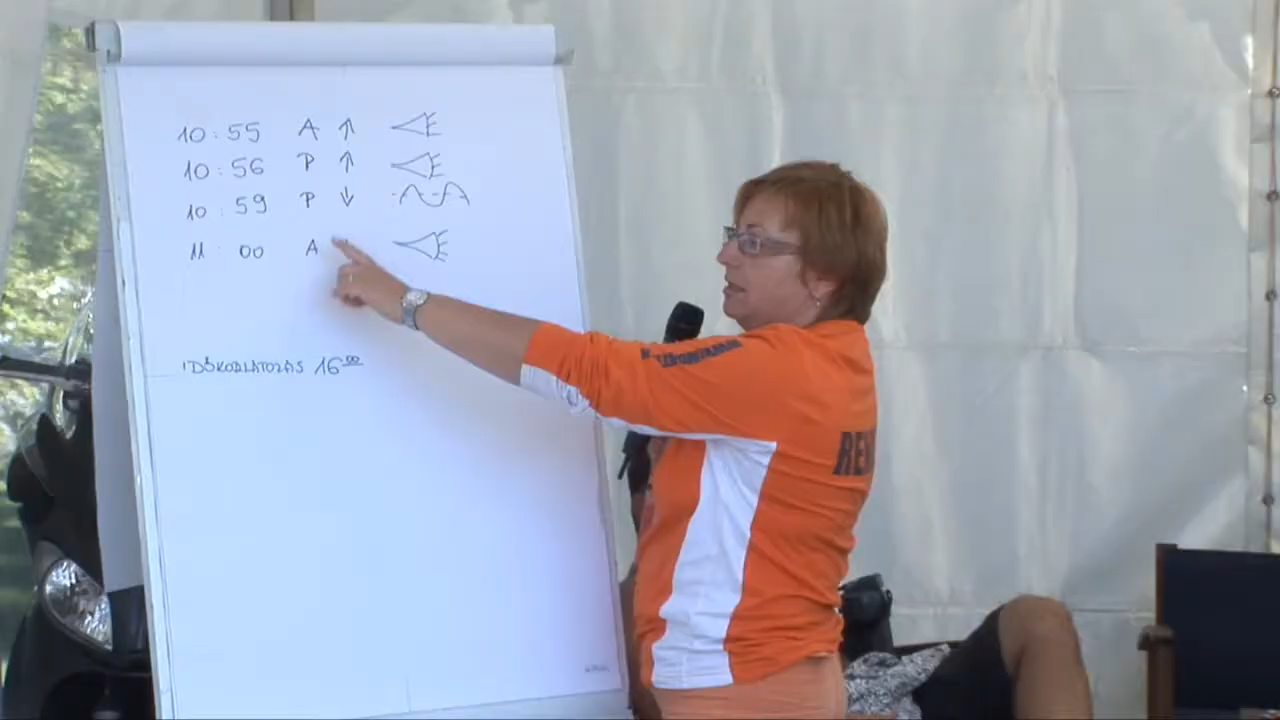 10:55 A ↑
10:56 P ↑
10:59 P ↓
11:00 A
IDŐKORLÁTOZÁS 16⁰⁰